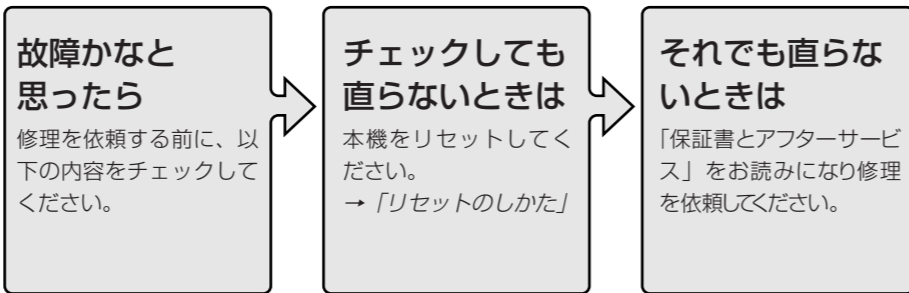 故障かなと
思ったら
修理を依頼する前に、以
下の内容をチェックして
ください。
チェックしても
直らないときは
本機をリセットしてく
ださい。
→「リセットのしかた」
それでも直らな
いときは
「保証書とアフターサービ
ス」をお読みになり修理
を依頼してください。